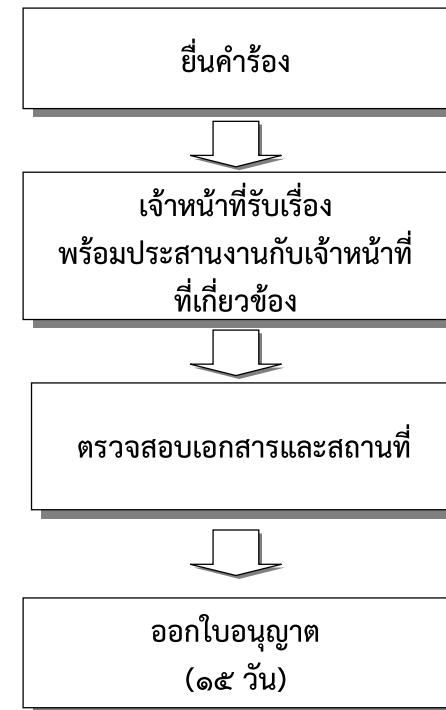 ยื่นคำร้อง
เจ้าหน้าที่รับเรื่อง
พร้อมประสานงานกับเจ้าหน้าที่
ที่เกี่ยวข้อง
ตรวจสอบเอกสารและสถานที่
ออกใบอนุญาต
(๑๕ วัน)